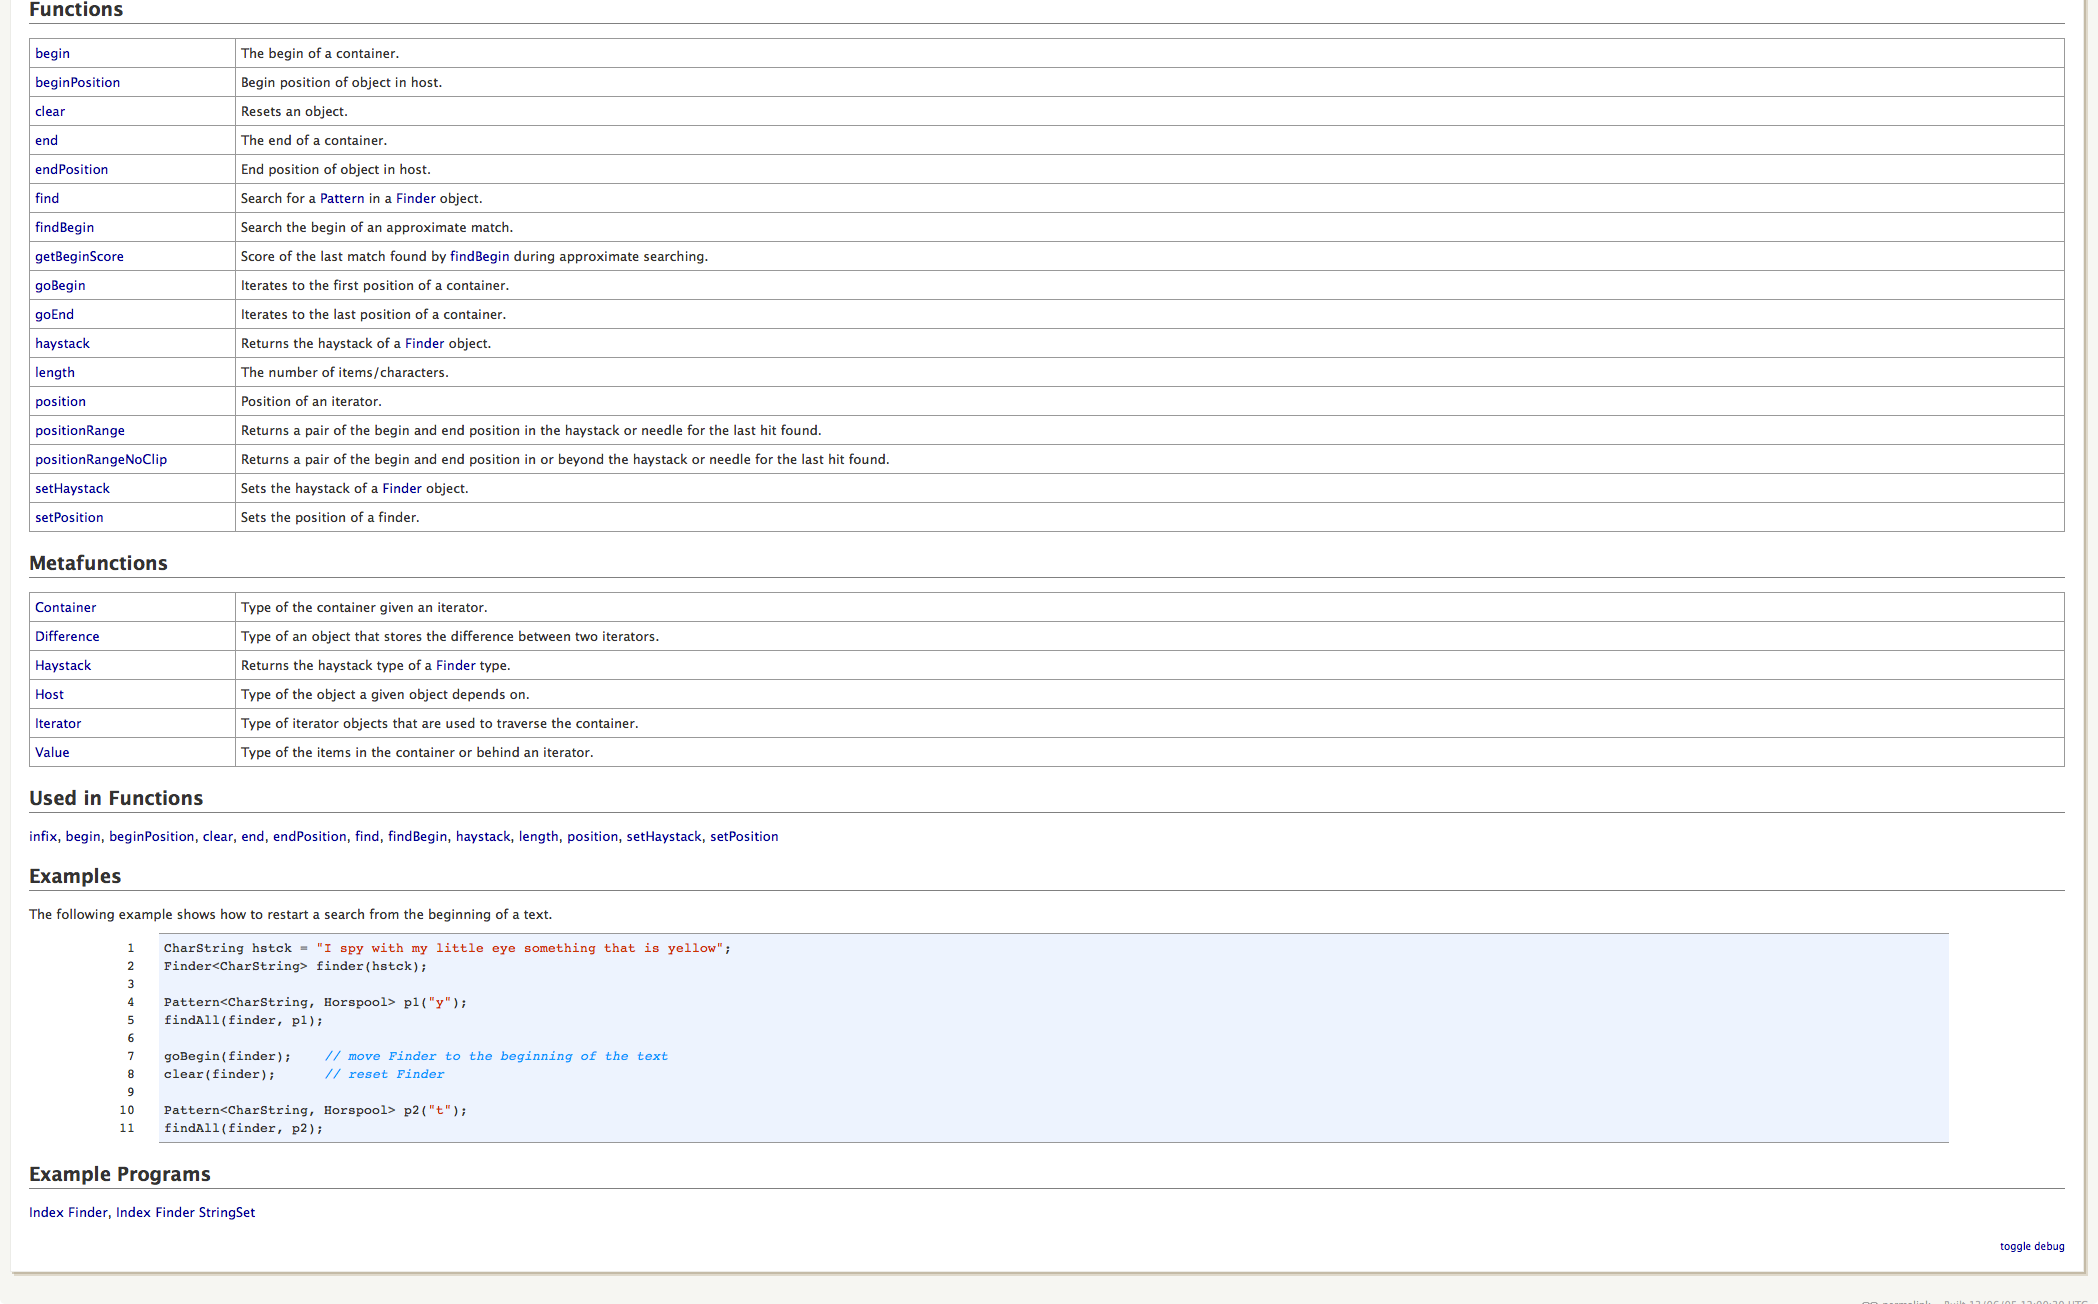 Functions
begin The begin of a container.
beginPosition Begin position of object in host.
clear Resets an object.
end The end of a container.
endPosition End position of object in host.
find Search for a Pattern in a Finder object.
findBegin Search the begin of an approximate match.
getBeginScore Score of the last match found by findBegin during approximate searching.
goBegin Iterates to the first position of a container.
goEnd Iterates to the last position of a container.
haystack Returns the haystack of a Finder object.
length The number of items/characters.
position Position of an iterator.
positionRange Returns a pair of the begin and end position in the haystack or needle for the last hit found.
positionRangeNoClip Returns a pair of the begin and end position in or beyond the haystack or needle for the last hit found.
setHaystack Sets the haystack of a Finder object.
setPosition Sets the position of a finder.
Metafunctions
Container Type of the container given an iterator.
Difference Type of an object that stores the difference between two iterators.
Haystack Returns the haystack type of a Finder type.
Host Type of the object a given object depends on.
Iterator Type of iterator objects that are used to traverse the container.
Value Type of the items in the container or behind an iterator.
Used in Functions
infix, begin, beginPosition, clear, end, endPosition, find, findBegin, haystack, length, position, setHaystack, setPosition
Examples
The following example shows how to restart a search from the beginning of a text.
1 CharString hstck = "I spy with my little eye something that is yellow";
2 Finder<CharString> finder(hstck);
3
4 Pattern<CharString, Horspool> p1("y");
5 findAll(finder, p1);
6
7 goBegin(finder); // move Finder to the beginning of the text
8 clear(finder); // reset Finder
9
10 Pattern<CharString, Horspool> p2("t");
11 findAll(finder, p2);
Example Programs
Index Finder, Index Finder StringSet
toggle debug